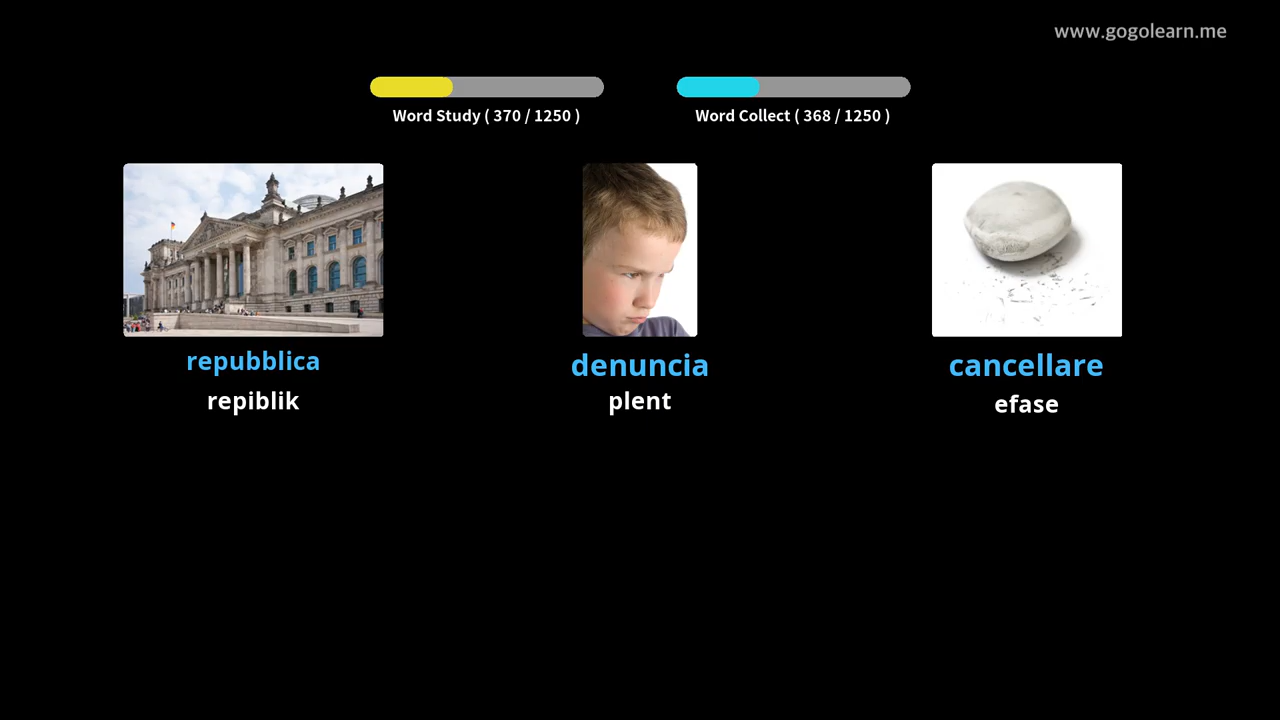 www.gogolearn.me
Word Study ( 370 / 1250 )
Word Collect ( 368 / 1250 )
repubblica
repiblik
denuncia
plent
cancellare
efase